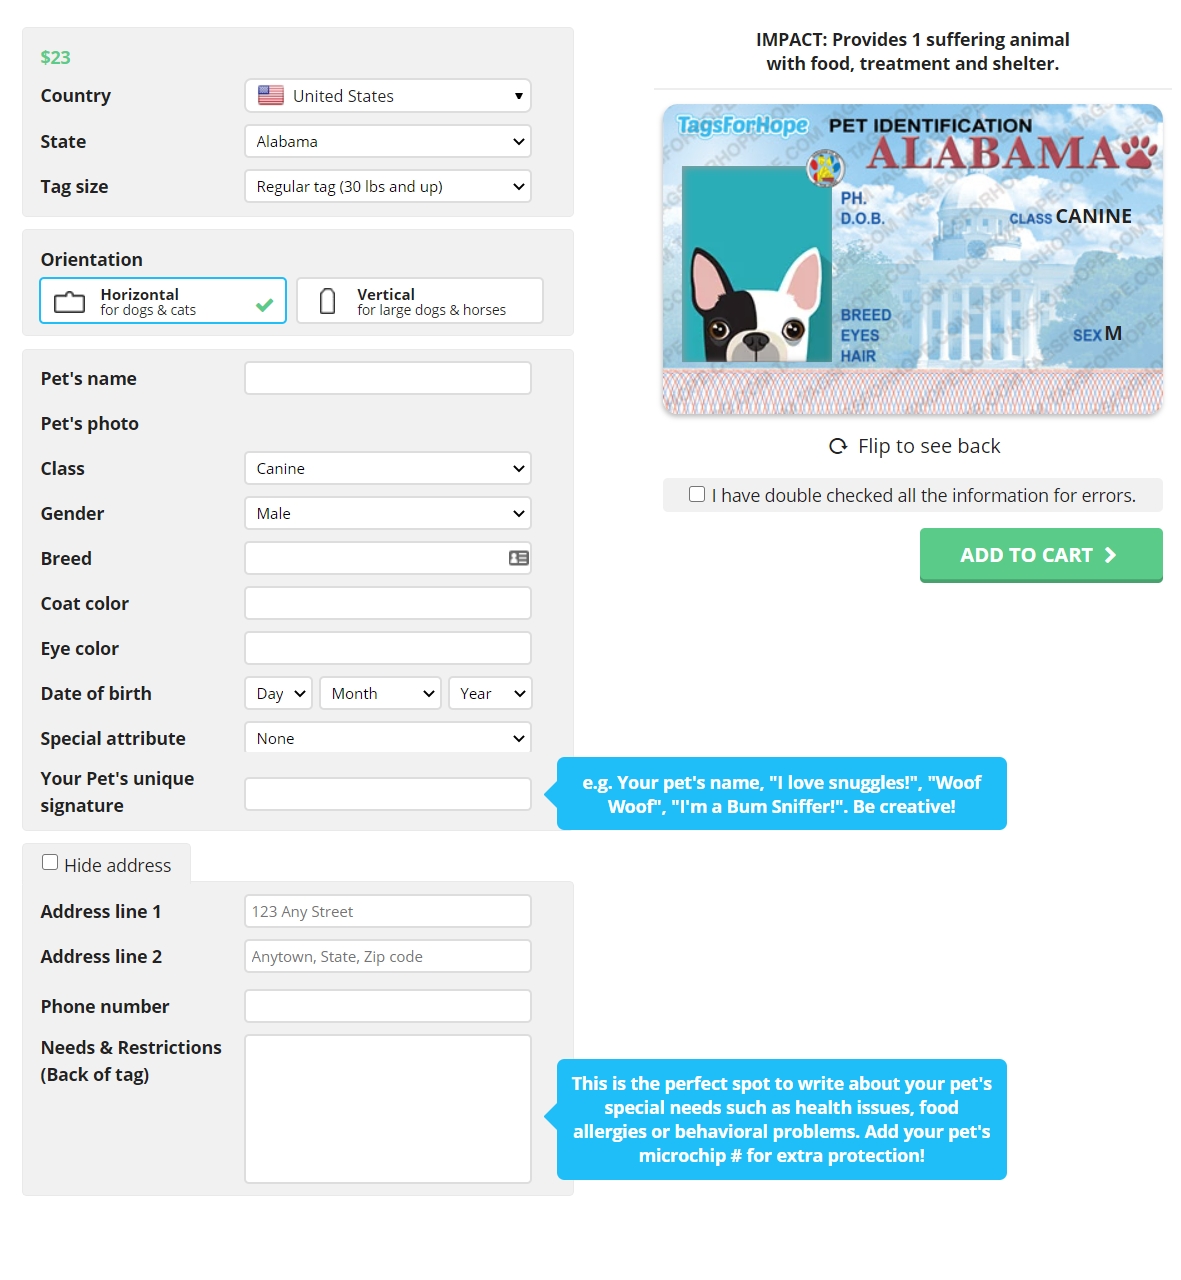 $23
Country
United States
State
Alabama
Tag size
Regular tag (30 lbs and up)
Orientation
Horizontal
for dogs & cats
Vertical
for large dogs & horses
Pet's name
Pet's photo
Class
Canine
Gender
Male
Breed
Coat color
Eye color
Date of birth
Day
Month
Year
Special attribute
None
Your Pet's unique
signature
e.g. Your pet's name, "I love snuggles!", "Woof
Woof", "I'm a Bum Sniffer!". Be creative!
Hide address
Address line 1
123 Any Street
Address line 2
Anytown, State, Zip code
Phone number
Needs & Restrictions
(Back of tag)
This is the perfect spot to write about your pet's
special needs such as health issues, food
allergies or behavioral problems. Add your pet's
microchip # for extra protection!
IMPACT: Provides 1 suffering animal
with food, treatment and shelter.
TagsForHope
PET IDENTIFICATION
ALABAMA
PH.
D.O.B.
CLASS CANINE
BREED
EYES
HAIR
SEX M
Flip to see back
I have double checked all the information for errors.
ADD TO CART